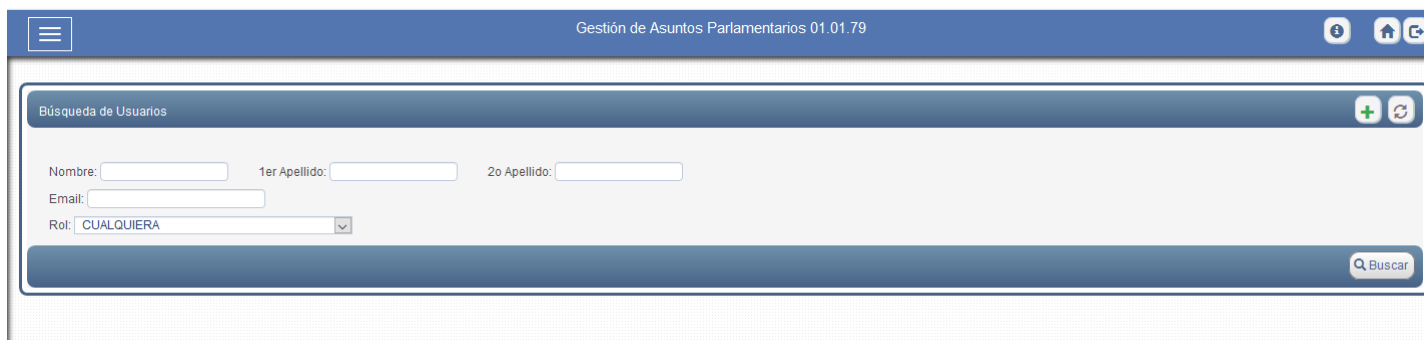 Gestión de Asuntos Parlamentarios 01.01.79
Búsqueda de Usuarios
Nombre: 1er Apellido: 2o Apellido:
Email:
Rol: CUALQUIERA
Buscar